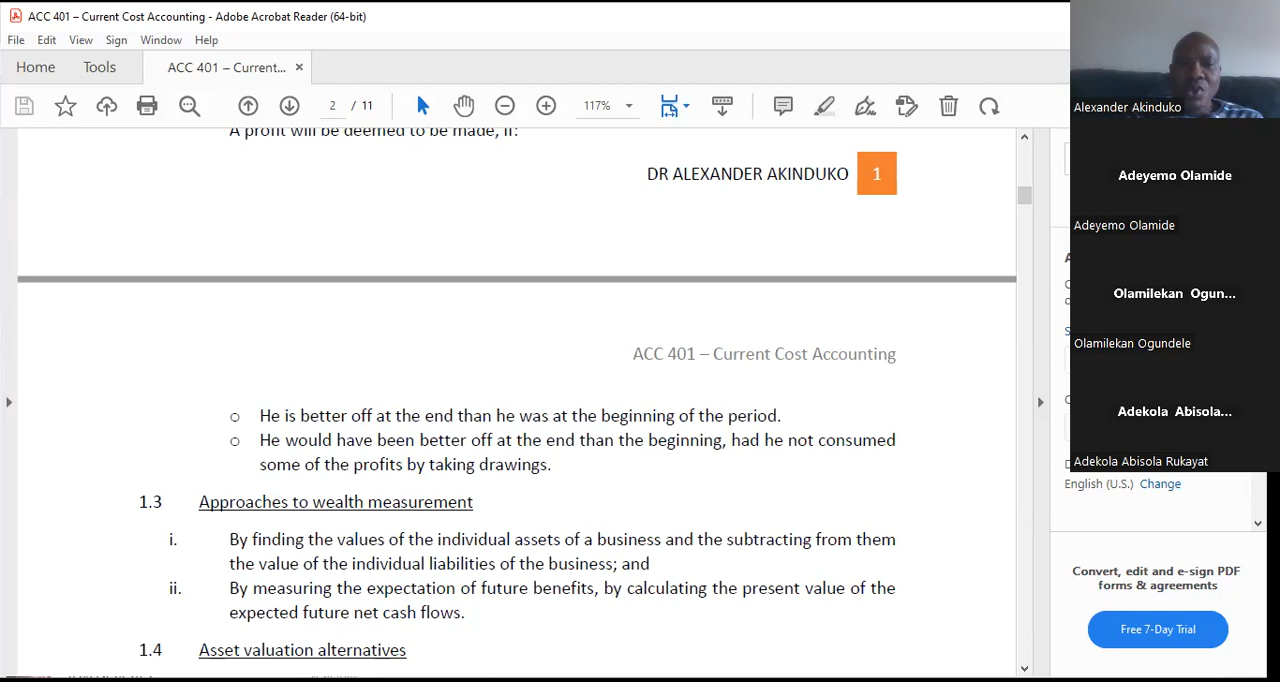 ACC 401 – Current Cost Accounting - Adobe Acrobat Reader (64-bit)
File Edit View Sign Window Help
Home Tools ACC 401 – Current... ×
2 / 11 117%
A profit will be deemed to be made, if:
DR ALEXANDER AKINDUKO 1
ACC 401 – Current Cost Accounting
o He is better off at the end than he was at the beginning of the period.
o He would have been better off at the end than the beginning, had he not consumed
some of the profits by taking drawings.
1.3 Approaches to wealth measurement
i. By finding the values of the individual assets of a business and the subtracting from them
the value of the individual liabilities of the business; and
ii. By measuring the expectation of future benefits, by calculating the present value of the
expected future net cash flows.
1.4 Asset valuation alternatives
Alexander Akinduko
Adeyemo Olamide
Adeyemo Olamide
Olamilekan Ogun...
Olamilekan Ogundele
Adekola Abisola...
Adekola Abisola Rukayat
English (U.S.) Change
Convert, edit and e-sign PDF
forms & agreements
Free 7-Day Trial